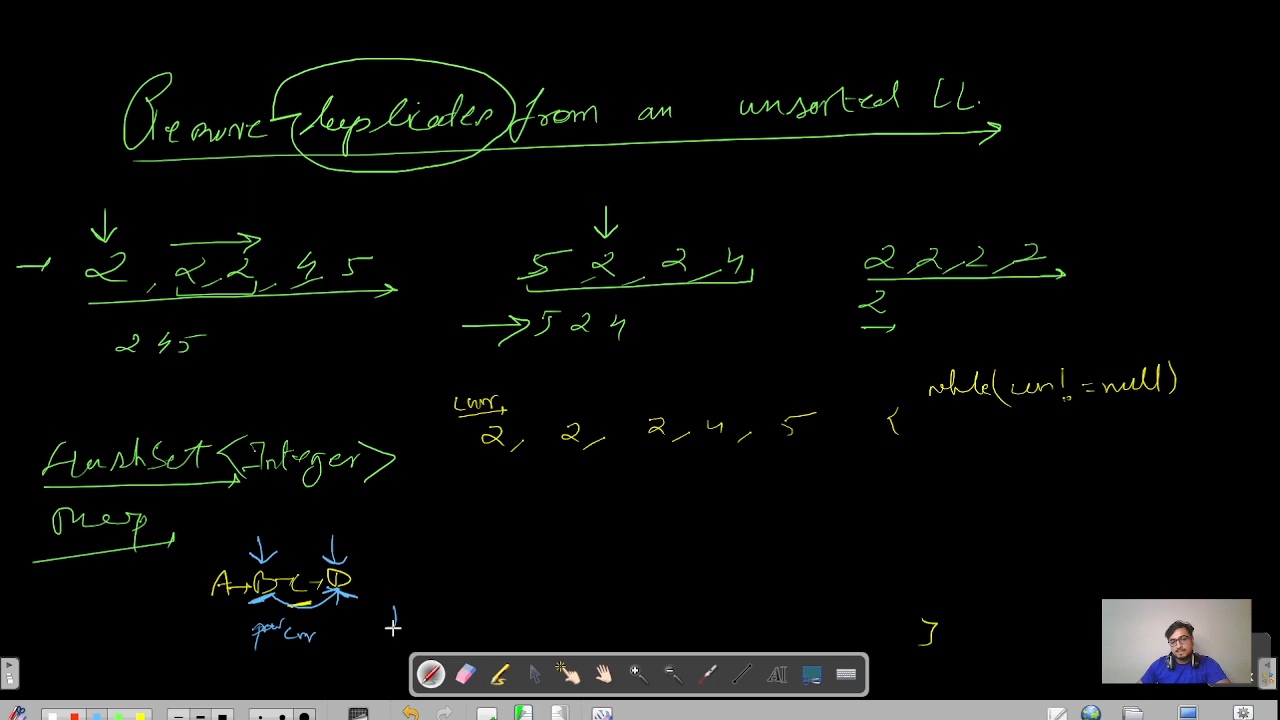 Remove duplicates from an unsorted LL.
2, 2, 2, 4, 5
5 2, 2, 4
2, 2, 2, 2
2 4 5
5 2 4
2
while(curr! = null)
curr
2, 2, 2, 4, 5 {
HashSet<Integer>
Map
A→B→C→D
curr
}